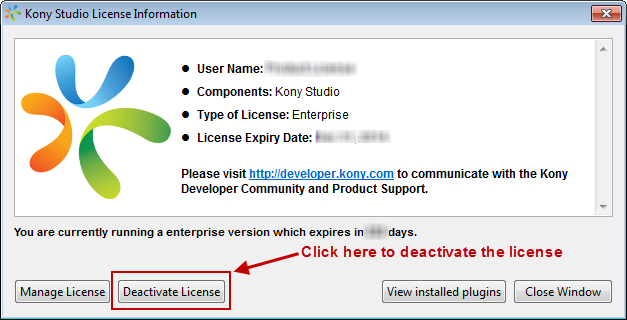 Kony Studio License Information
User Name:
Components: Kony Studio
Type of License: Enterprise
License Expiry Date:
Please visit http://developer.kony.com to communicate with the Kony
Developer Community and Product Support.
You are currently running a enterprise version which expires in days.
Click here to deactivate the license
Manage License
Deactivate License
View installed plugins
Close Window